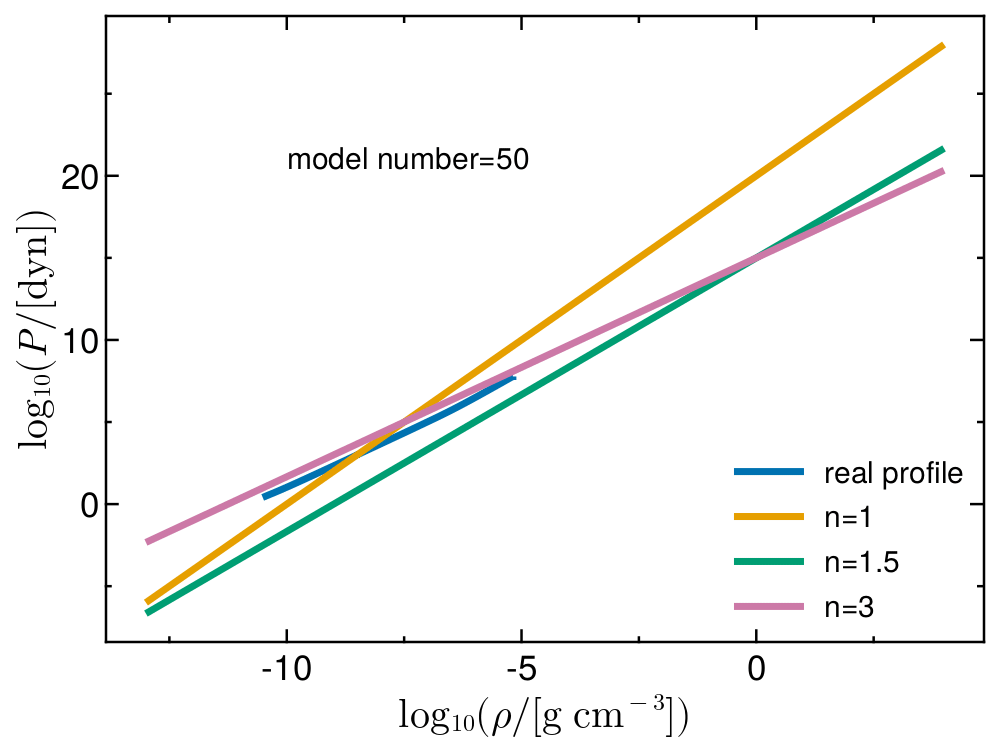 model number=50
20
10
0
log₁₀(P/[dyn])
real profile
n=1
n=1.5
n=3
-10 -5 0
log₁₀(ρ/[g cm⁻³])